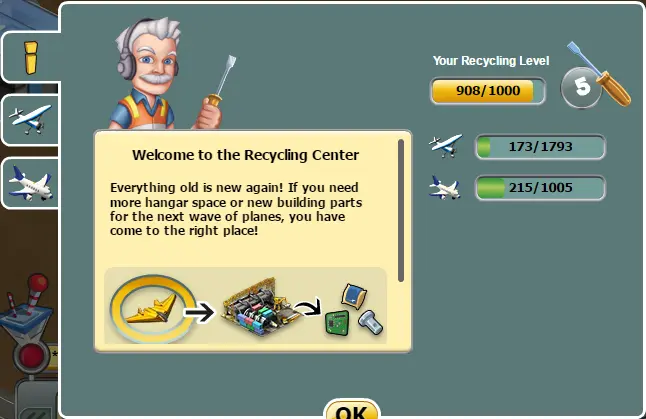 Your Recycling Level
908/1000
5
173/1793
215/1005
Welcome to the Recycling Center
Everything old is new again! If you need
more hangar space or new building parts
for the next wave of planes, you have
come to the right place!
OK